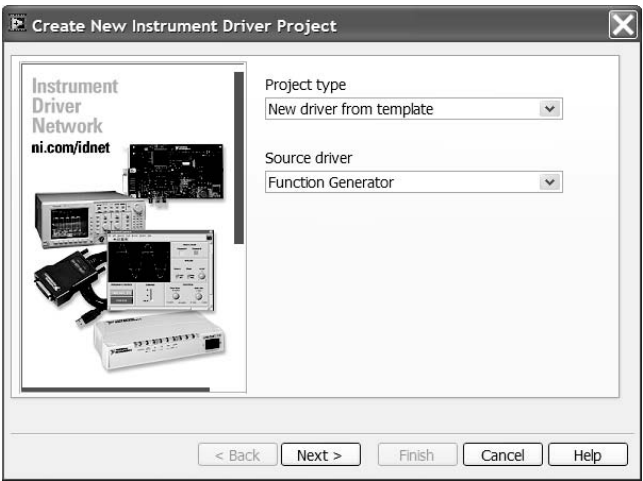 Create New Instrument Driver Project
Instrument
Driver
Network
ni.com/idnet
Project type
New driver from template
Source driver
Function Generator
< Back
Next >
Finish
Cancel
Help